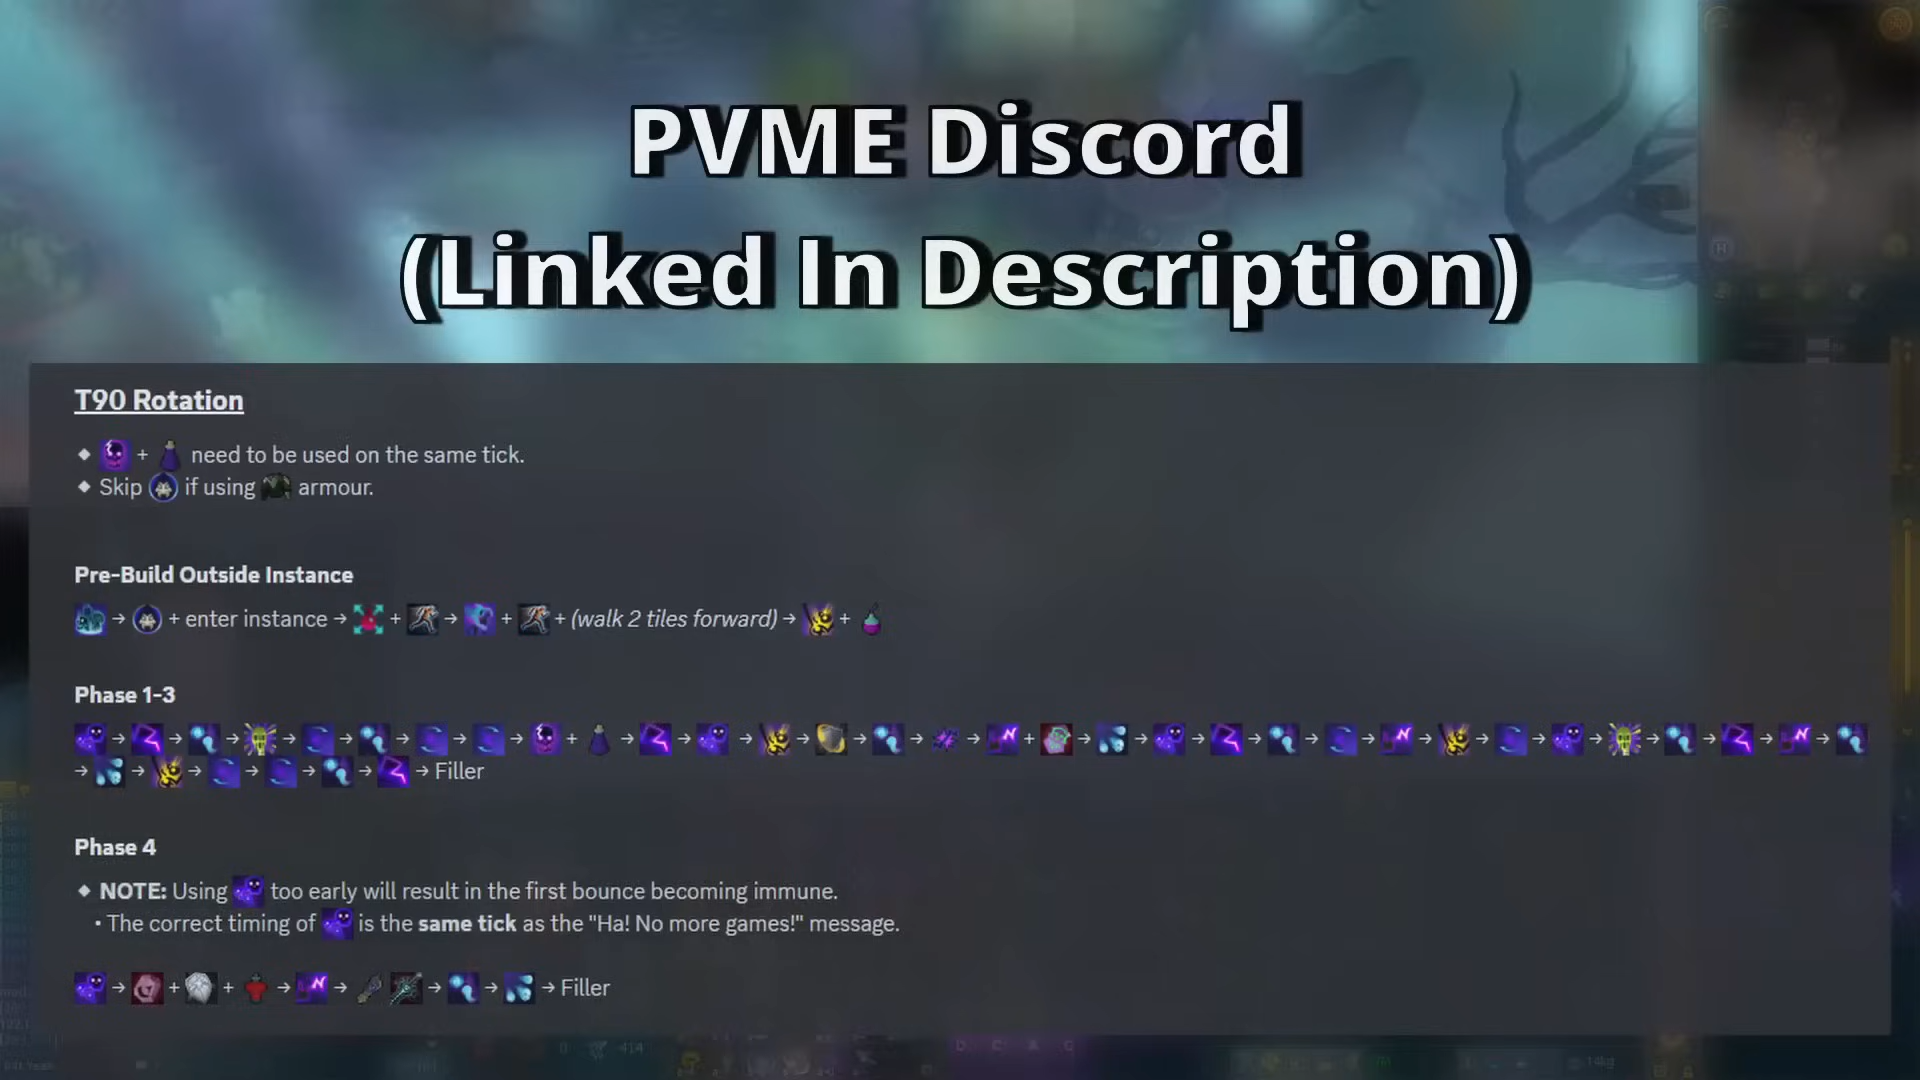 PVME Discord
(Linked In Description)
T90 Rotation
◆ + need to be used on the same tick.
◆ Skip if using armour.
Pre-Build Outside Instance
→ + enter instance → + → + + (walk 2 tiles forward) → +
Phase 1-3
→ → → → → → → → + → → → → → → → + → → → → → → → → → → → → → →
→ → → → → → → Filler
Phase 4
◆ NOTE: Using too early will result in the first bounce becoming immune.
• The correct timing of is the same tick as the "Ha! No more games!" message.
→ + + → → → → → Filler